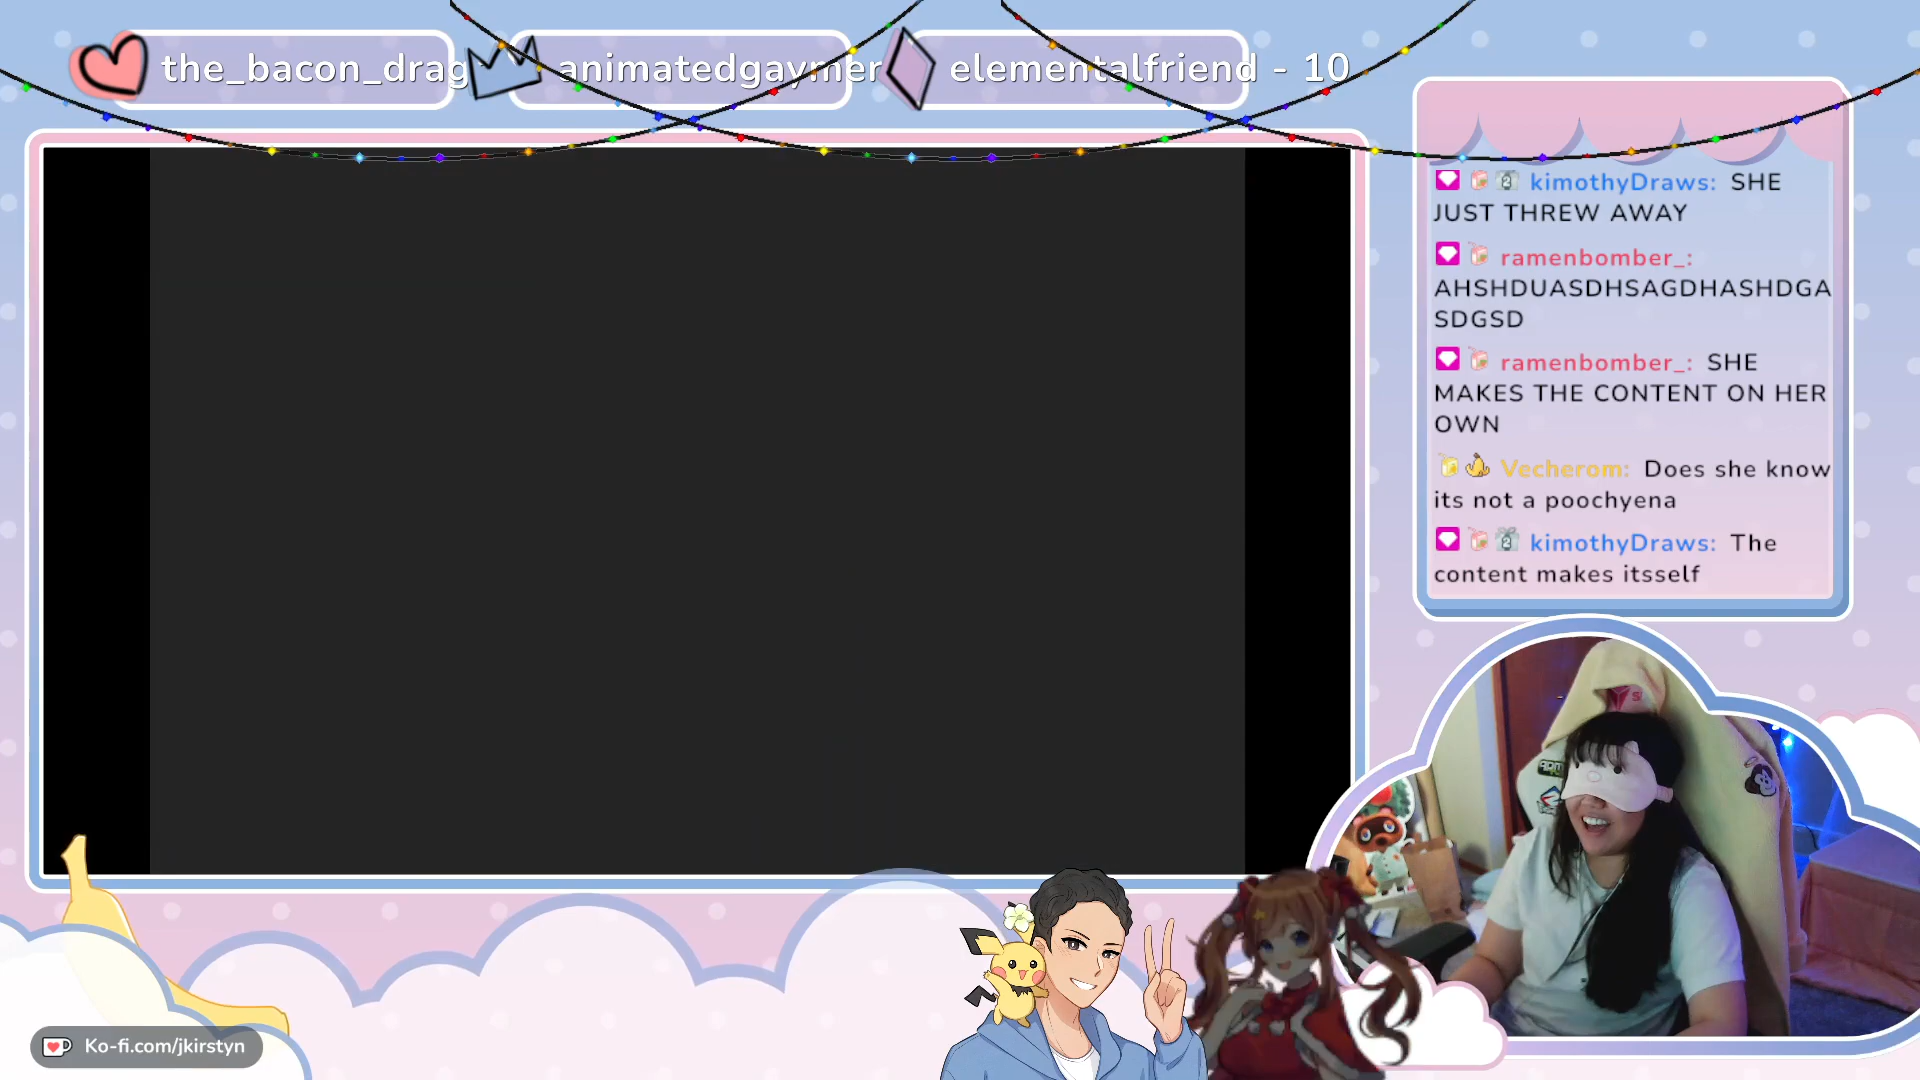 the_bacon_drag
animatedgaymer
elementalfriend - 10
kimothyDraws: SHE
JUST THREW AWAY
ramenbomber_:
AHSHDUASDHSAGDHASHDGA
SDGSD
ramenbomber_: SHE
MAKES THE CONTENT ON HER
OWN
Vecherom: Does she know
its not a poochyena
kimothyDraws: The
content makes itsself
Ko-fi.com/jkirstyn